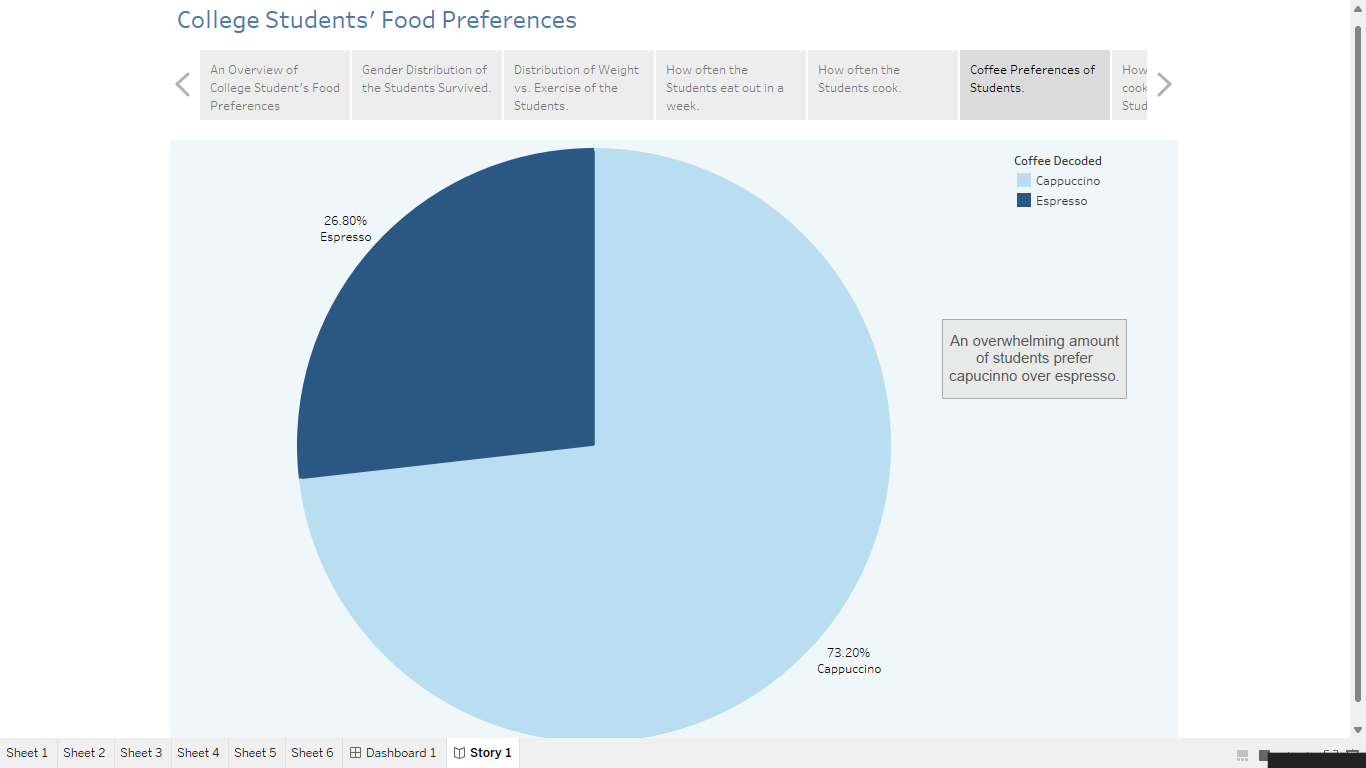 College Students’ Food Preferences
An Overview of
College Student’s Food
Preferences
Gender Distribution of
the Students Survived.
Distribution of Weight
vs. Exercise of the
Students.
How often the
Students eat out in a
week.
How often the
Students cook.
Coffee Preferences of
Students.
How
cook
Stud
Coffee Decoded
Cappuccino
Espresso
26.80%
Espresso
An overwhelming amount
of students prefer
capucinno over espresso.
73.20%
Cappuccino
Sheet 1 Sheet 2 Sheet 3 Sheet 4 Sheet 5 Sheet 6 Dashboard 1 Story 1